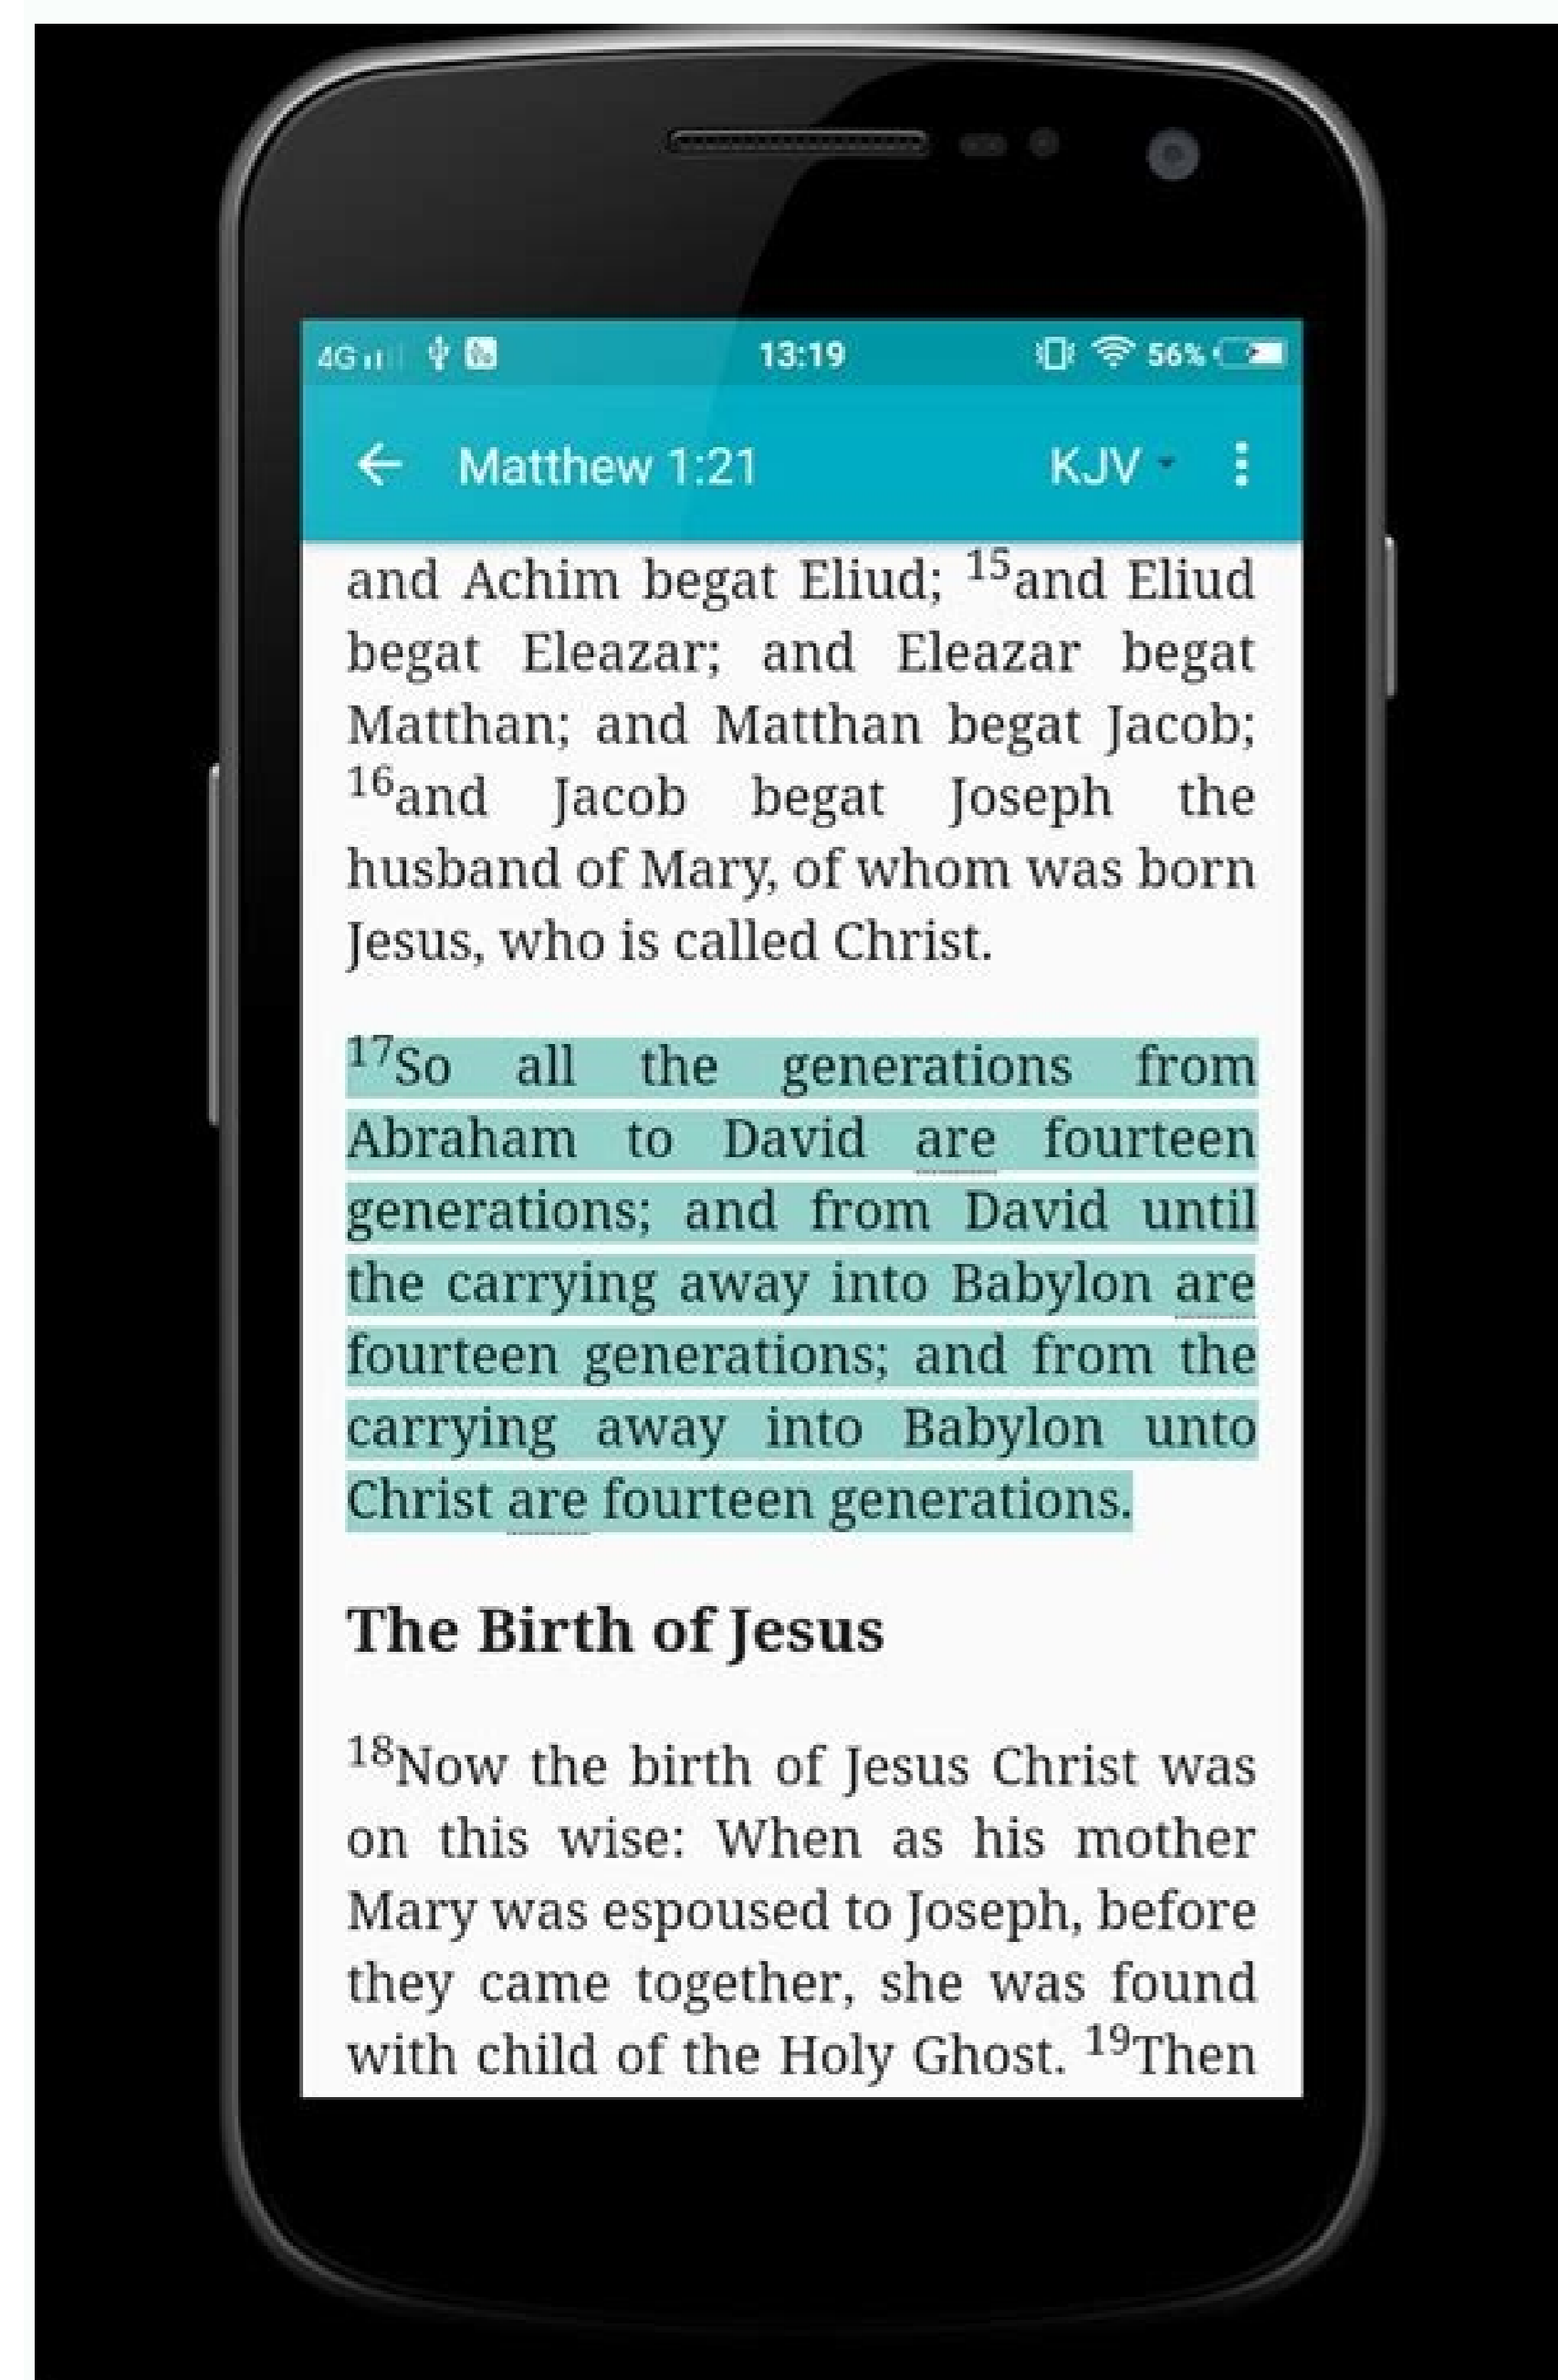 4G 13:19 56%
← Matthew 1:21 KJV
and Achim begat Eliud; 15and Eliud
begat Eleazar; and Eleazar begat
Matthan; and Matthan begat Jacob;
16and Jacob begat Joseph the
husband of Mary, of whom was born
Jesus, who is called Christ.
17So all the generations from
Abraham to David are fourteen
generations; and from David until
the carrying away into Babylon are
fourteen generations; and from the
carrying away into Babylon unto
Christ are fourteen generations.
The Birth of Jesus
18Now the birth of Jesus Christ was
on this wise: When as his mother
Mary was espoused to Joseph, before
they came together, she was found
with child of the Holy Ghost. 19Then